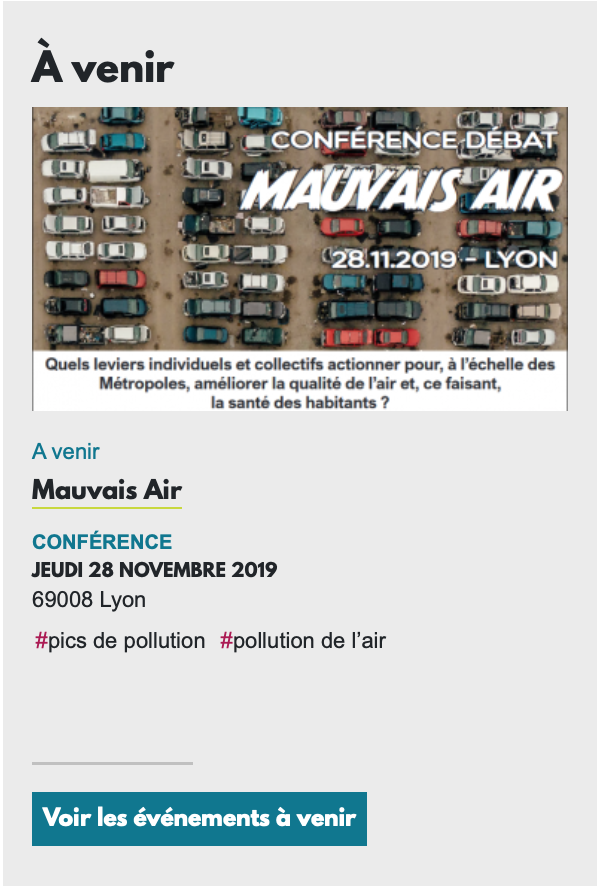 À venir
CONFÉRENCE DÉBAT
MAUVAIS AIR
28.11.2019 - LYON
Quels leviers individuels et collectifs actionner pour, à l'échelle des
Métropoles, améliorer la qualité de l'air et, ce faisant,
la santé des habitants ?
A venir
Mauvais Air
CONFÉRENCE
JEUDI 28 NOVEMBRE 2019
69008 Lyon
#pics de pollution #pollution de l’air
Voir les événements à venir